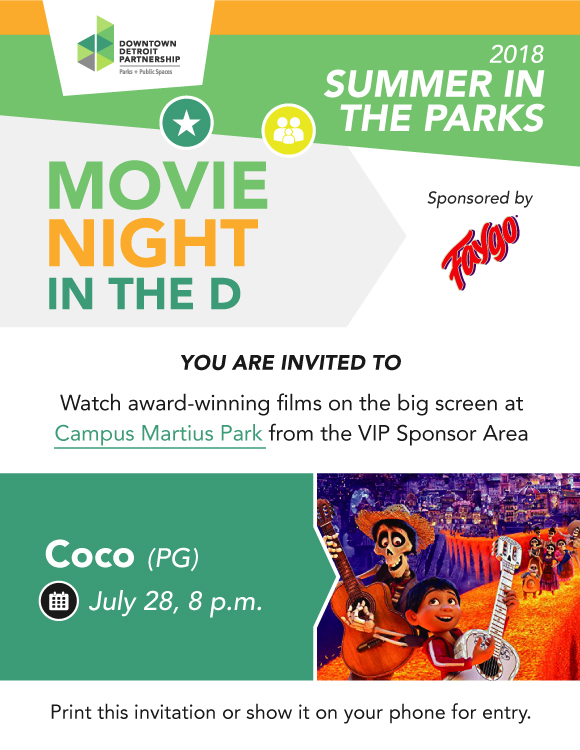 DOWNTOWN
DETROIT
PARTNERSHIP
Parks + Public Spaces
2018
SUMMER IN
THE PARKS
MOVIE
NIGHT
IN THE D
Sponsored by
Faygo
YOU ARE INVITED TO
Watch award-winning films on the big screen at
Campus Martius Park from the VIP Sponsor Area
Coco (PG)
July 28, 8 p.m.
Print this invitation or show it on your phone for entry.